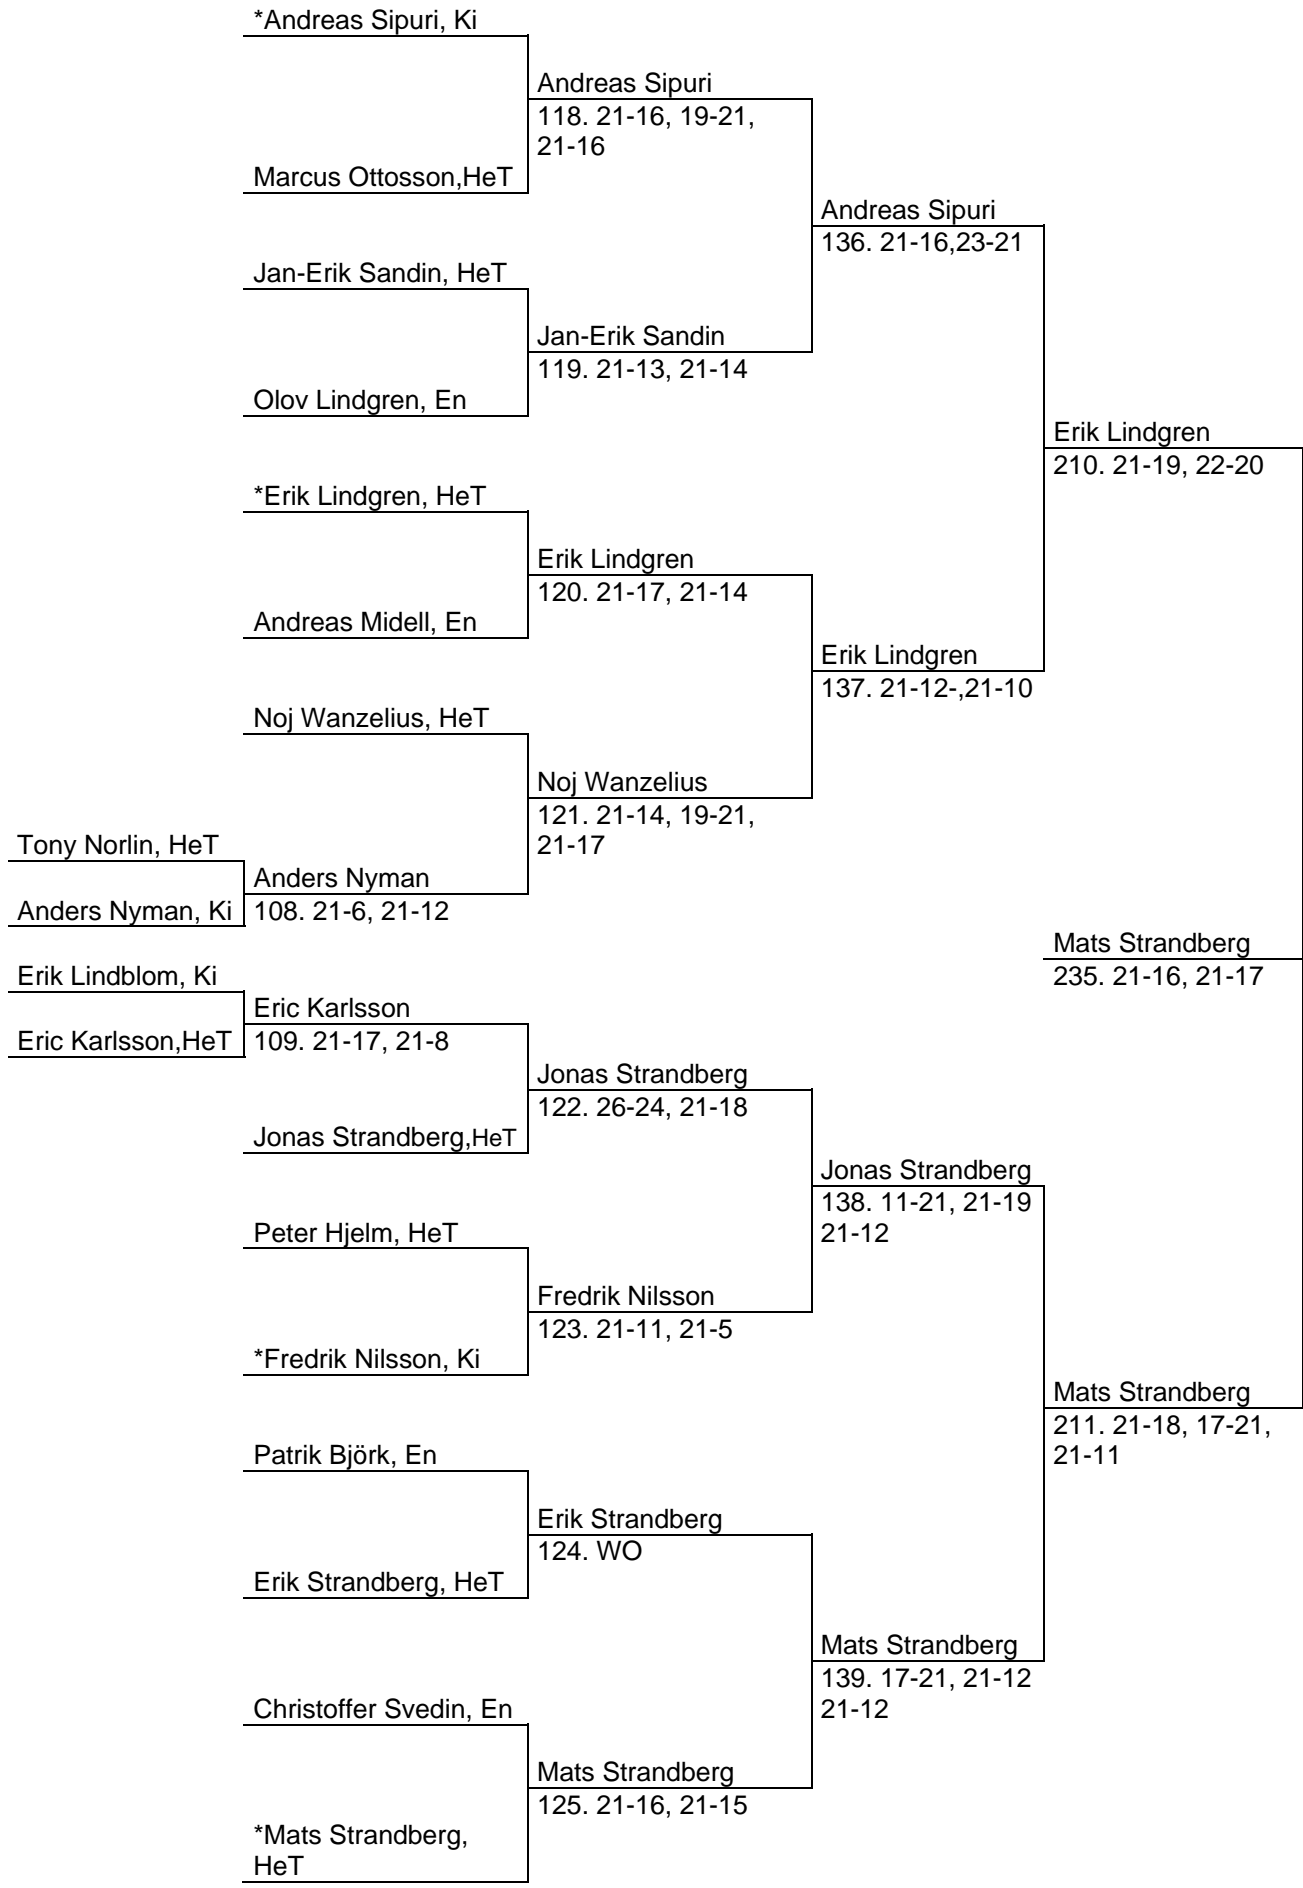 *Andreas Sipuri, Ki
Andreas Sipuri
118. 21-16, 19-21,
21-16
Marcus Ottosson,HeT
Andreas Sipuri
136. 21-16,23-21
Jan-Erik Sandin, HeT
Jan-Erik Sandin
119. 21-13, 21-14
Olov Lindgren, En
Erik Lindgren
210. 21-19, 22-20
*Erik Lindgren, HeT
Erik Lindgren
120. 21-17, 21-14
Andreas Midell, En
Erik Lindgren
137. 21-12-,21-10
Noj Wanzelius, HeT
Noj Wanzelius
121. 21-14, 19-21,
21-17
Tony Norlin, HeT
Anders Nyman
Anders Nyman, Ki
108. 21-6, 21-12
Mats Strandberg
235. 21-16, 21-17
Erik Lindblom, Ki
Eric Karlsson
Eric Karlsson,HeT
109. 21-17, 21-8
Jonas Strandberg
122. 26-24, 21-18
Jonas Strandberg,HeT
Jonas Strandberg
138. 11-21, 21-19
21-12
Peter Hjelm, HeT
Fredrik Nilsson
123. 21-11, 21-5
*Fredrik Nilsson, Ki
Mats Strandberg
211. 21-18, 17-21,
21-11
Patrik Björk, En
Erik Strandberg
124. WO
Erik Strandberg, HeT
Mats Strandberg
139. 17-21, 21-12
21-12
Christoffer Svedin, En
Mats Strandberg
125. 21-16, 21-15
*Mats Strandberg,
HeT